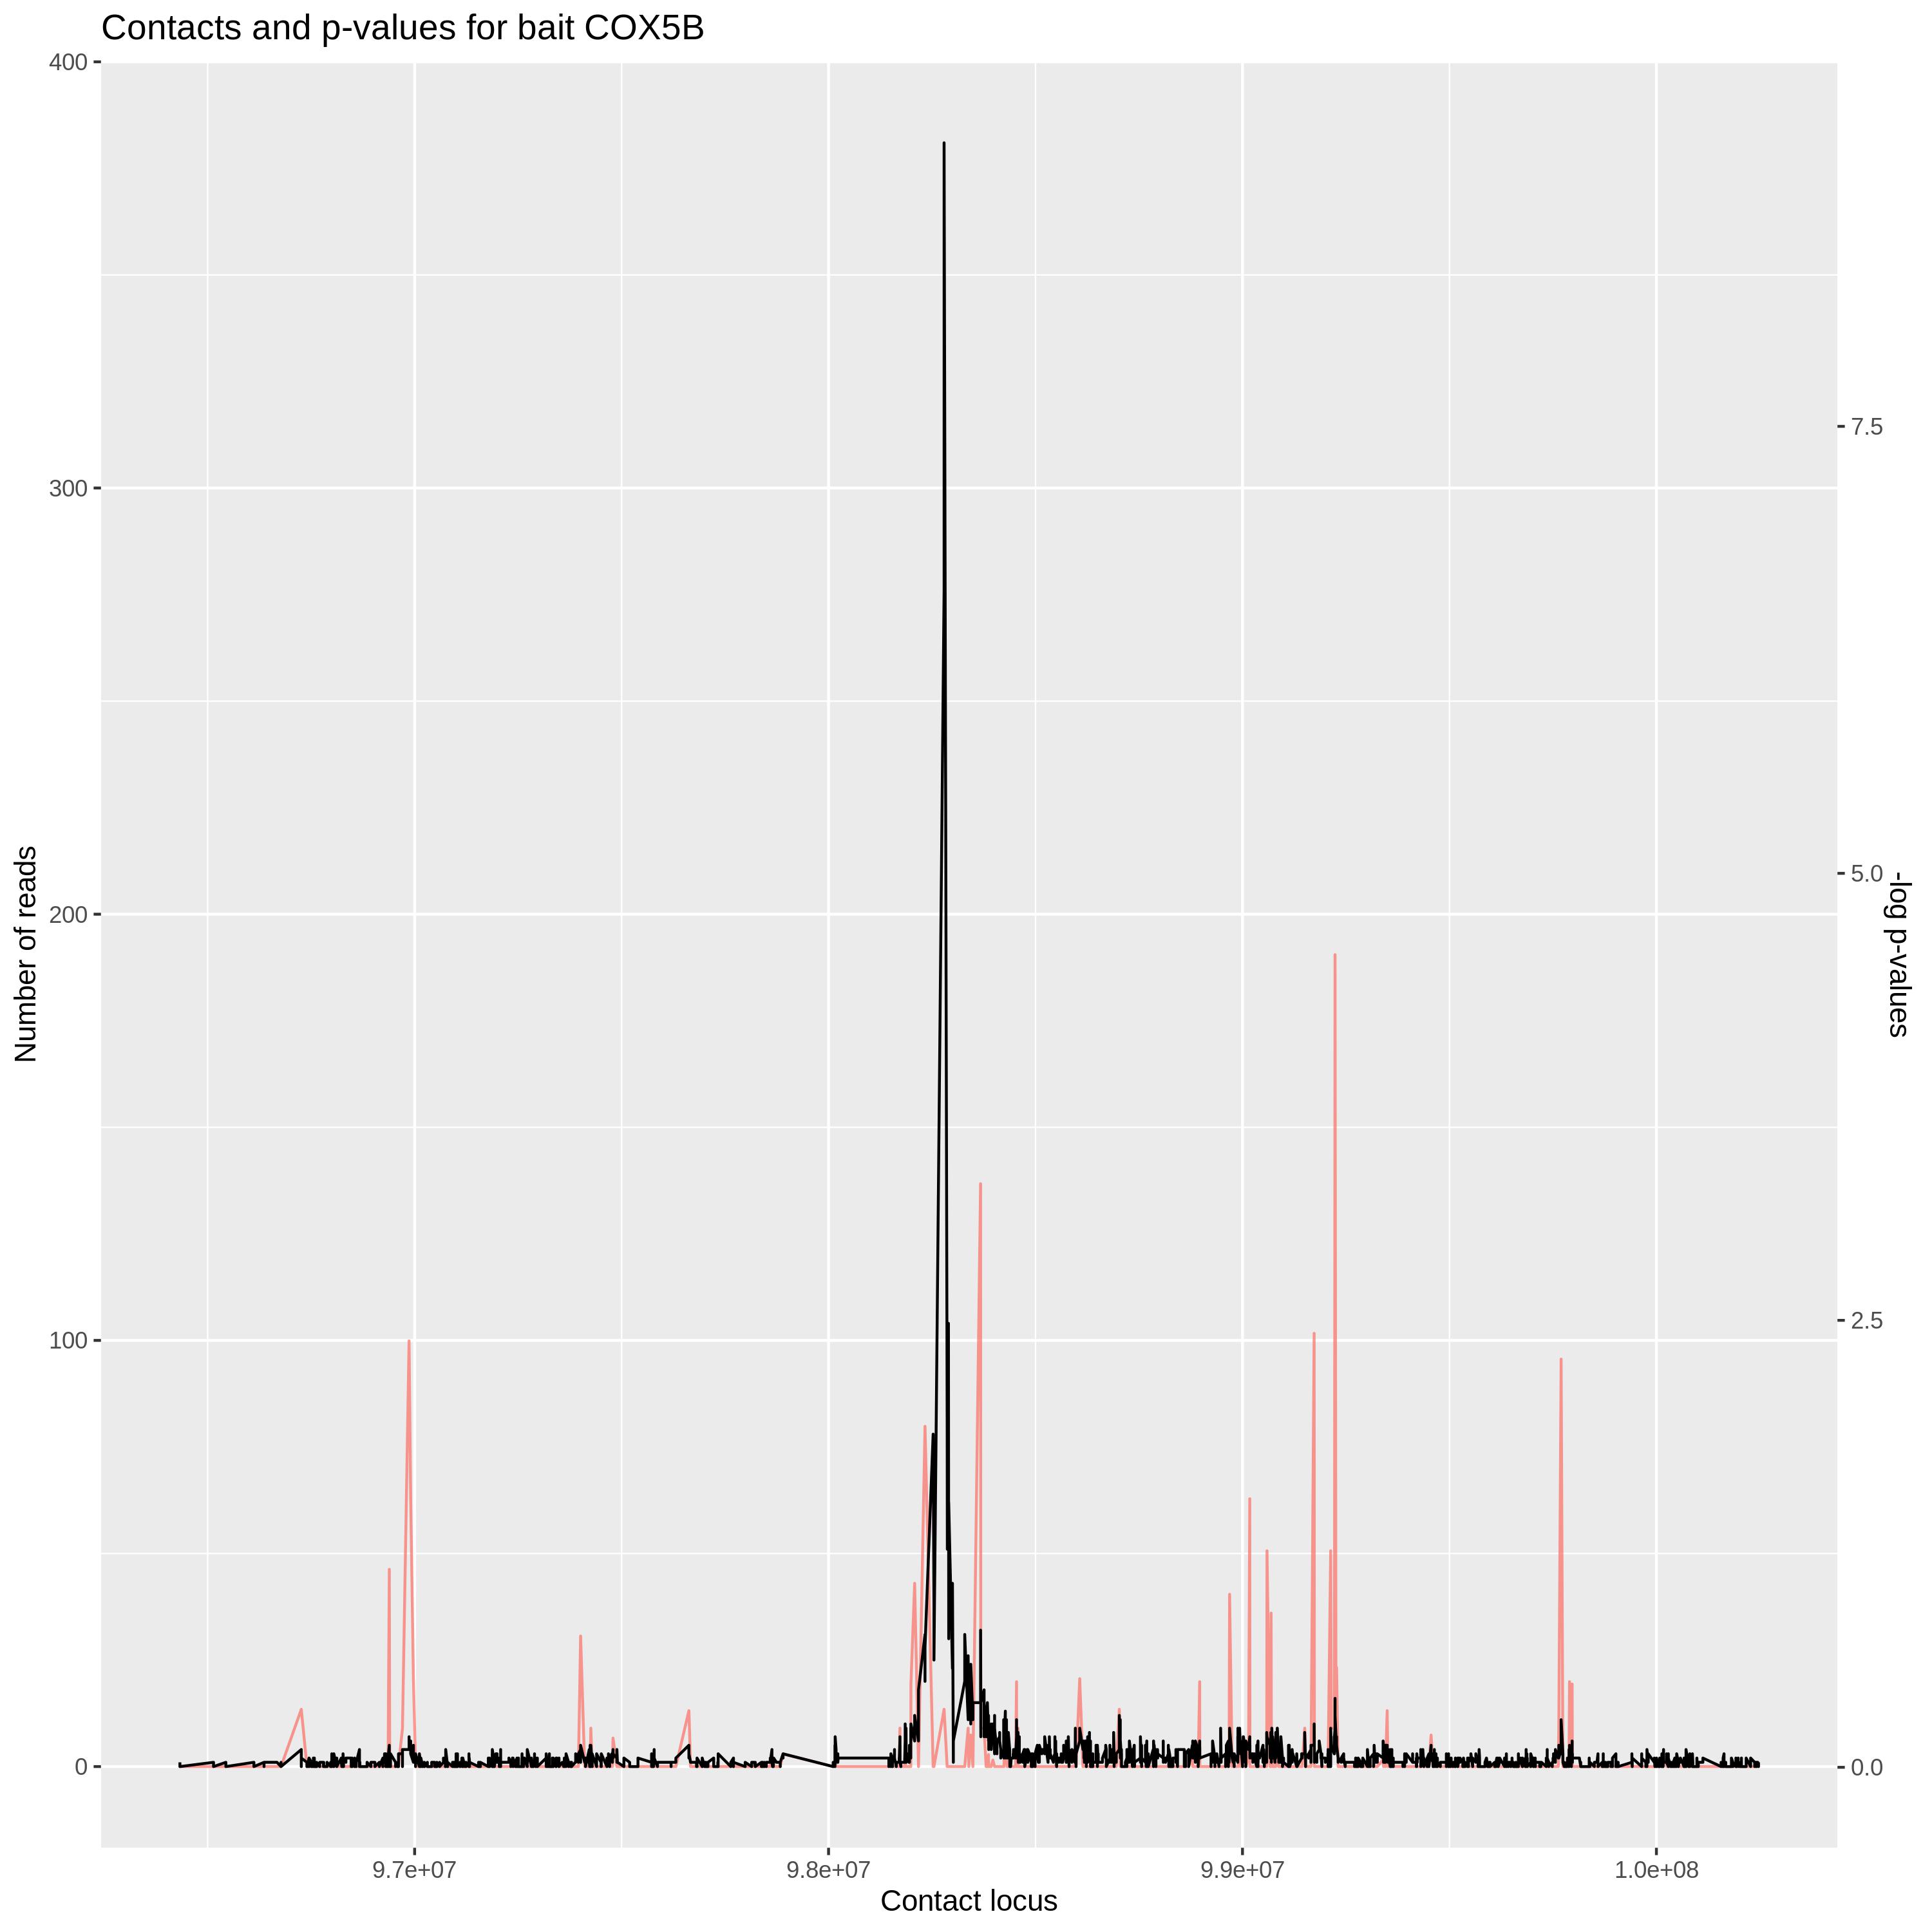 Contacts and p-values for bait COX5B
400
300
200
100
0
Number of reads
7.5
5.0
2.5
0.0
-log p-values
9.7e+07
9.8e+07
9.9e+07
1.0e+08
Contact locus